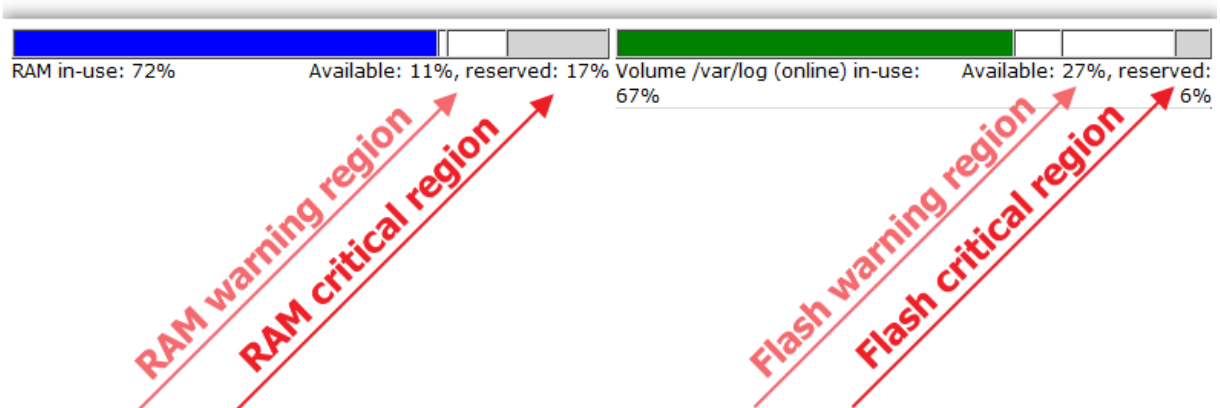 RAM in-use: 72%
Available: 11%, reserved: 17%
Volume /var/log (online) in-use:
67%
Available: 27%, reserved:
6%
RAM warning region
RAM critical region
Flash warning region
Flash critical region